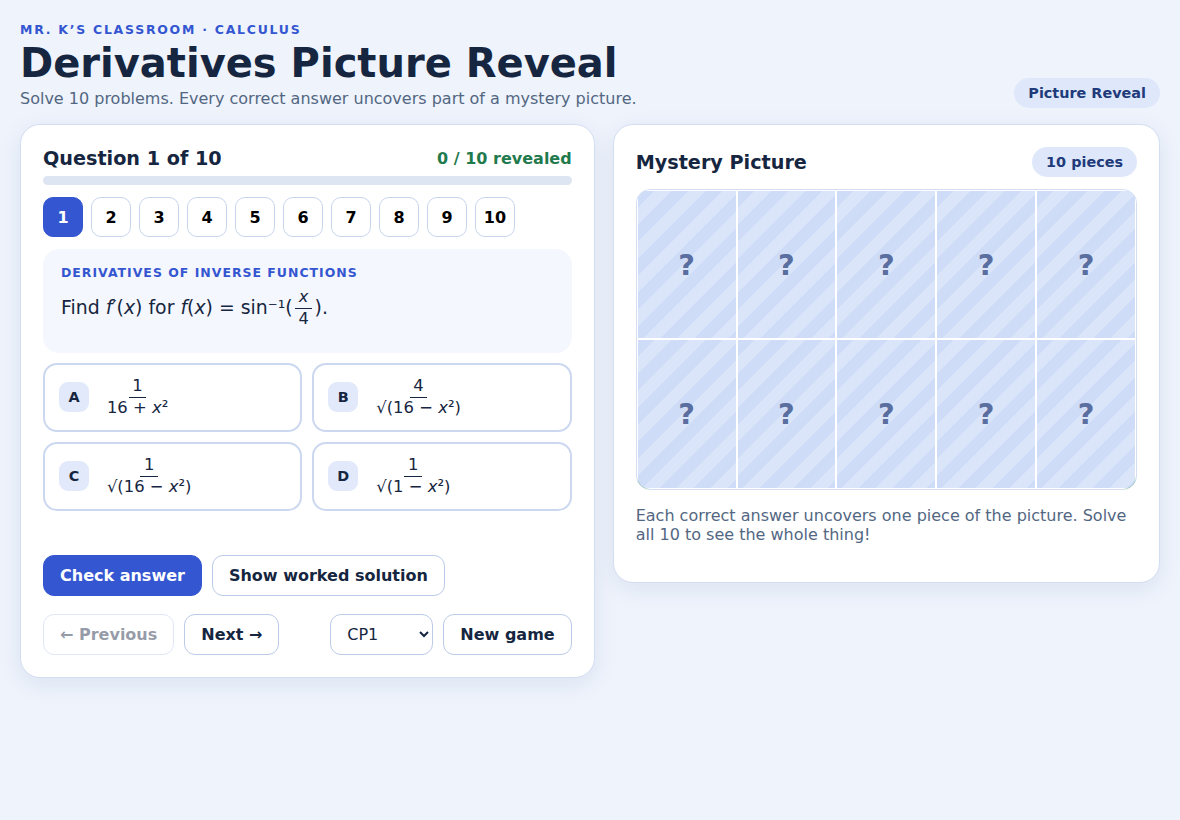 MR. K’S CLASSROOM · CALCULUS
Derivatives Picture Reveal
Solve 10 problems. Every correct answer uncovers part of a mystery picture.
Picture Reveal
Question 1 of 10
0 / 10 revealed
1 2 3 4 5 6 7 8 9 10
DERIVATIVES OF INVERSE FUNCTIONS
Find f′(x) for f(x) = sin⁻¹(x/4).
A 1/16 + x²
B 4/√(16 − x²)
C 1/√(16 − x²)
D 1/√(1 − x²)
Check answer
Show worked solution
← Previous
Next →
CP1
New game
Mystery Picture
10 pieces
? ? ? ? ?
? ? ? ? ?
Each correct answer uncovers one piece of the picture. Solve
all 10 to see the whole thing!